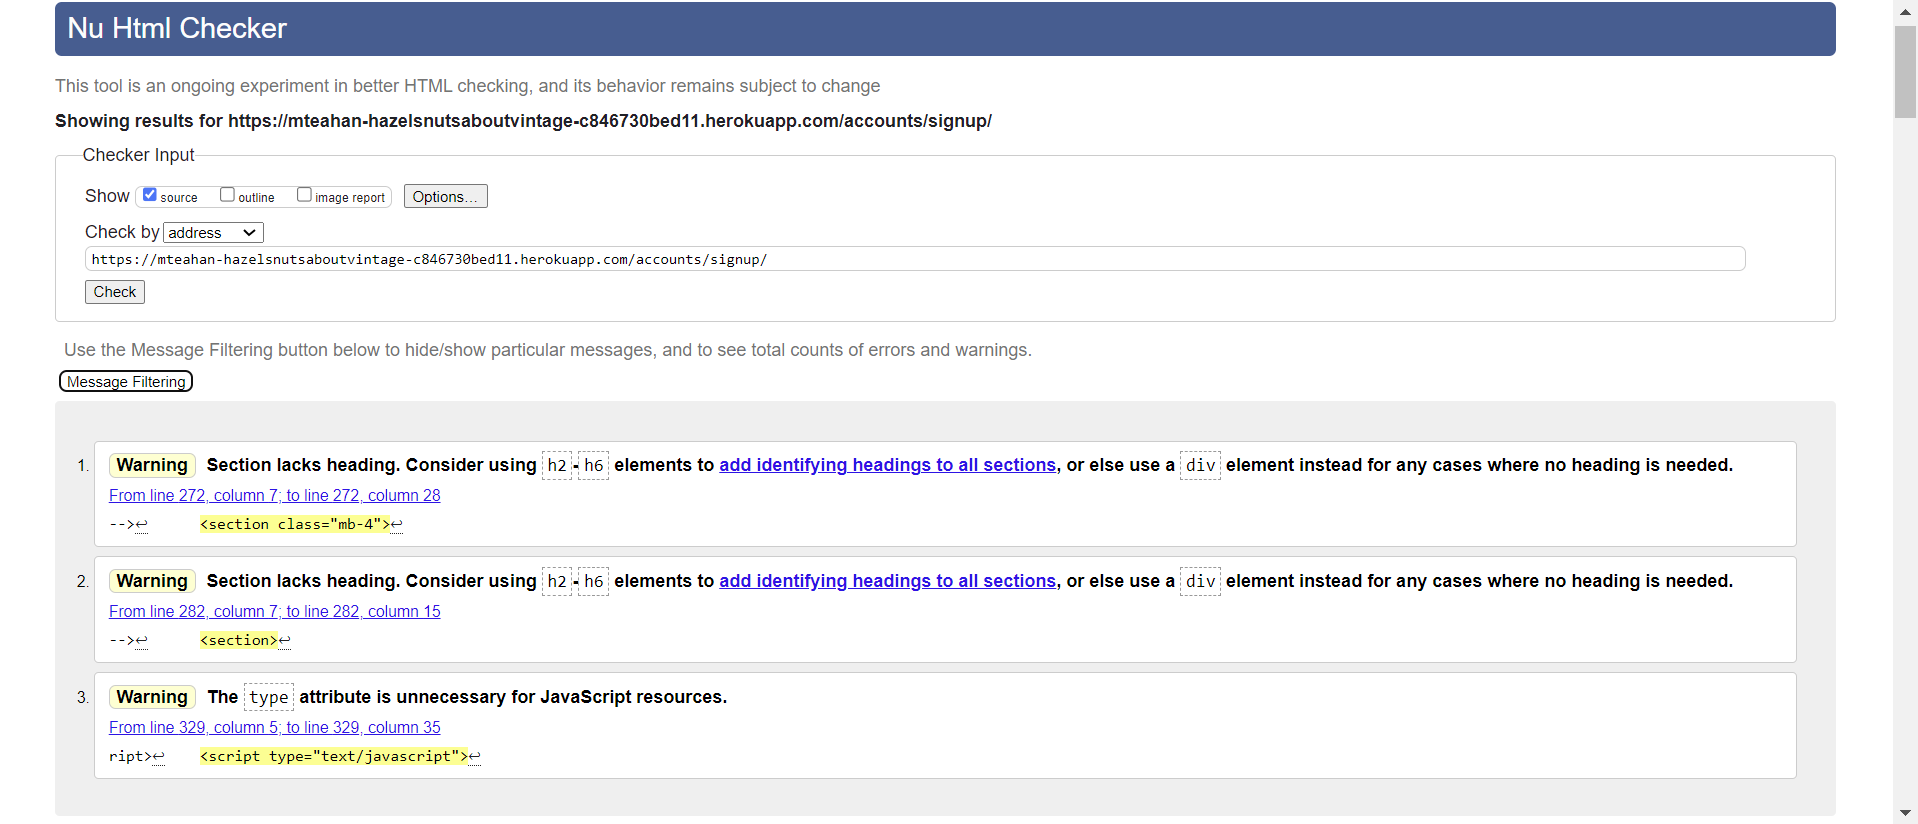 Nu Html Checker
This tool is an ongoing experiment in better HTML checking, and its behavior remains subject to change
Showing results for https://mteahan-hazelsnutsaboutvintage-c846730bed11.herokuapp.com/accounts/signup/
Checker Input
Show source outline image report Options...
Check by address
https://mteahan-hazelsnutsaboutvintage-c846730bed11.herokuapp.com/accounts/signup/
Check
Use the Message Filtering button below to hide/show particular messages, and to see total counts of errors and warnings.
Message Filtering
1. Warning Section lacks heading. Consider using h2-h6 elements to add identifying headings to all sections, or else use a div element instead for any cases where no heading is needed.
From line 272, column 7; to line 272, column 28
-->↩ <section class="mb-4">↩
2. Warning Section lacks heading. Consider using h2-h6 elements to add identifying headings to all sections, or else use a div element instead for any cases where no heading is needed.
From line 282, column 7; to line 282, column 15
-->↩ <section>↩
3. Warning The type attribute is unnecessary for JavaScript resources.
From line 329, column 5; to line 329, column 35
ript>↩ <script type="text/javascript">↩